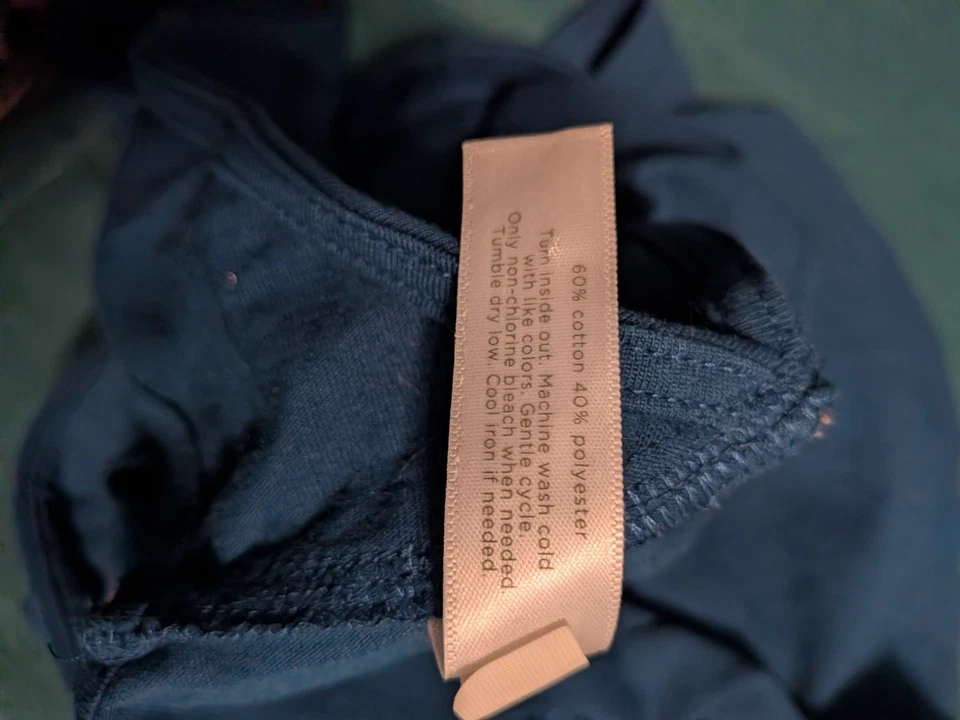 60% cotton 40% polyester
Turn inside out. Machine wash cold
with like colors. Gentle cycle.
Only non-chlorine bleach when needed.
Tumble dry low. Cool iron if needed.